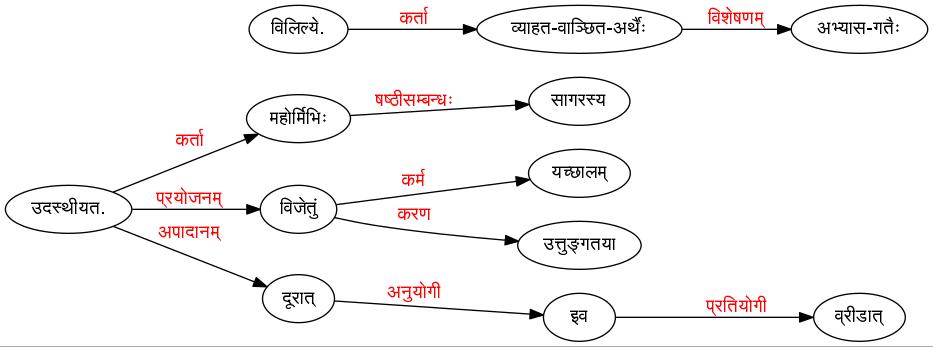 विलिल्ये.
कर्ता
व्याहत-वाञ्छित-अर्थैः
विशेषणम्
अभ्यास-गतैः
महोर्मिभिः
षष्ठीसम्बन्धः
सागरस्य
कर्ता
उदस्थीयत.
प्रयोजनम्
विजेतुं
कर्म
यच्छालम्
करण
उत्तुङ्गतया
अपादानम्
दूरात्
अनुयोगी
इव
प्रतियोगी
व्रीडात्